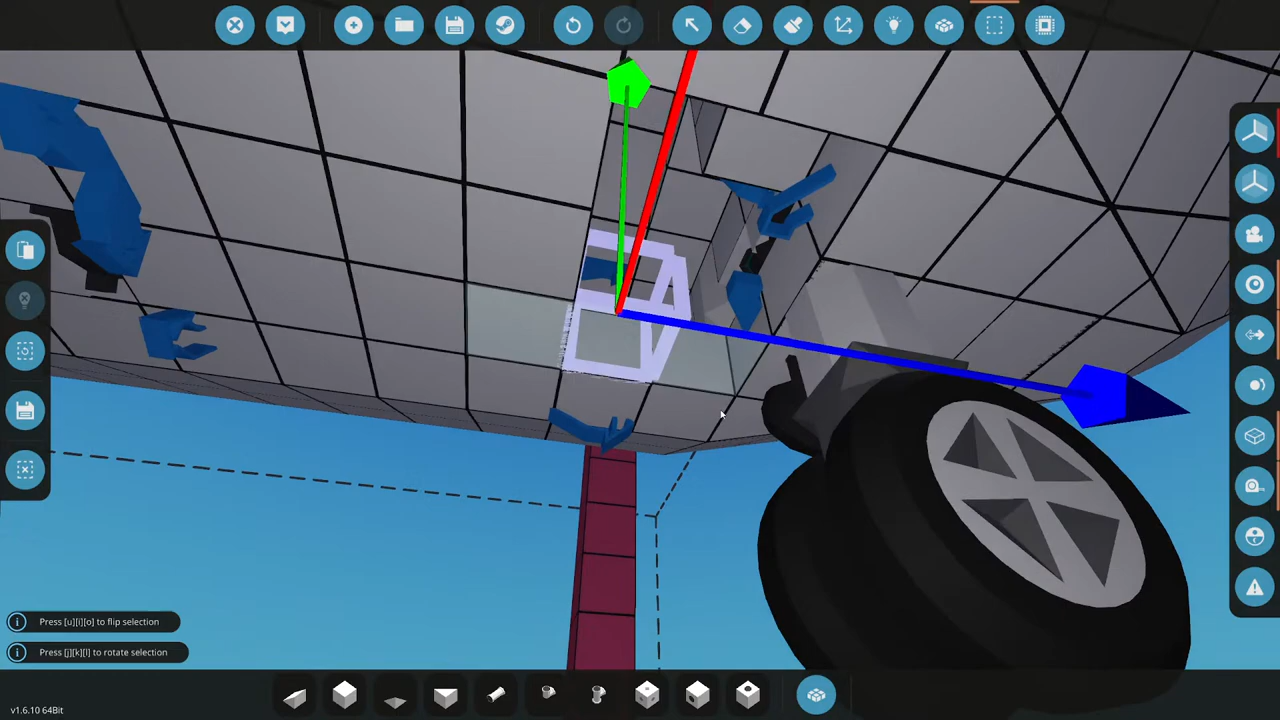 Press [u][i][o] to flip selection
Press [j][k][l] to rotate selection
v1.6.10 64Bit